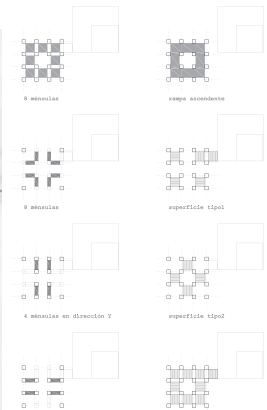 8 ménsulas
rampa ascendente
8 ménsulas
superficie tipo1
4 ménsulas en dirección Y
superficie tipo2